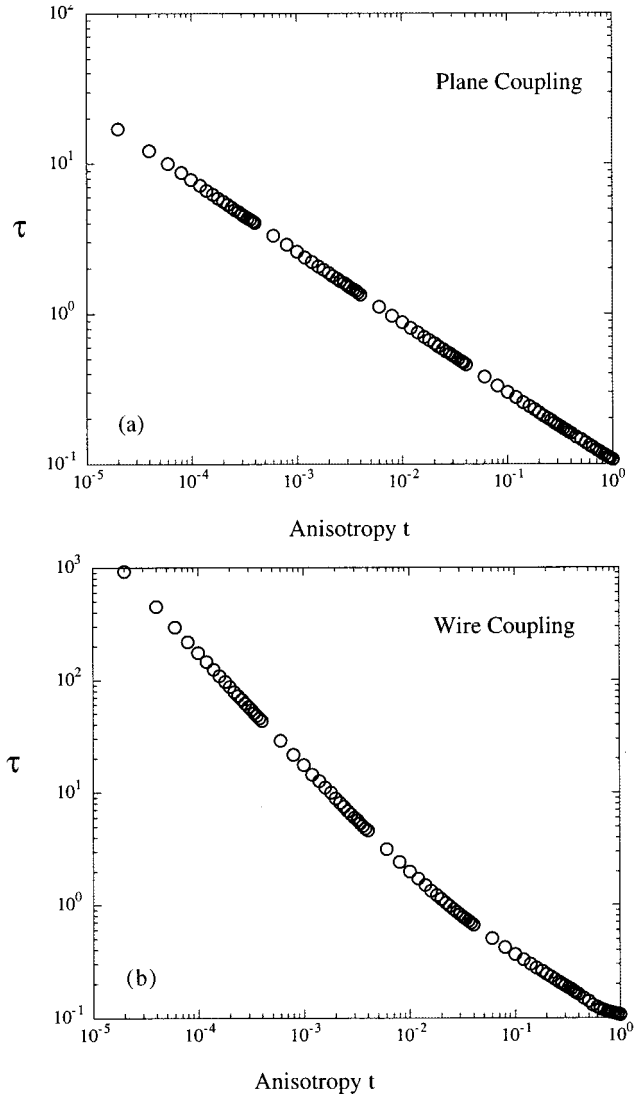 10²
Plane Coupling
10¹
τ
10⁰
(a)
10⁻¹
10⁻⁵ 10⁻⁴ 10⁻³ 10⁻² 10⁻¹ 10⁰
Anisotropy t
10³
Wire Coupling
10²
τ
10¹
10⁰
(b)
10⁻¹
10⁻⁵ 10⁻⁴ 10⁻³ 10⁻² 10⁻¹ 10⁰
Anisotropy t